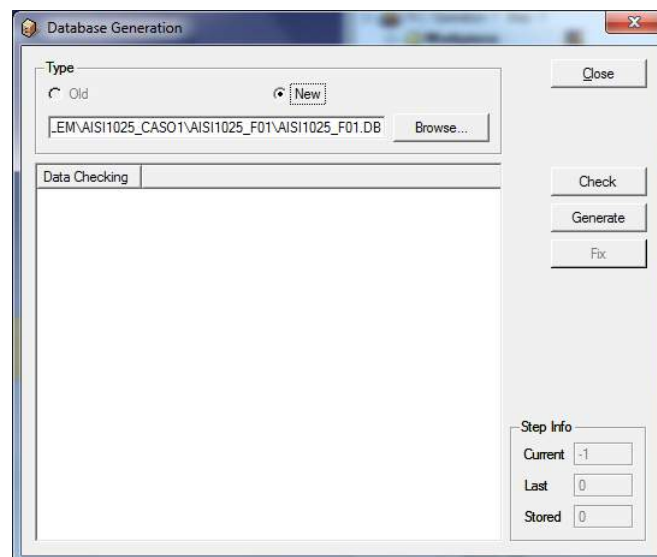 Database Generation
Type
Old
New
_EM\AISI1025_CASO1\AISI1025_F01\AISI1025_F01.DB
Browse...
Close
Data Checking
Check
Generate
Fix
Step Info
Current -1
Last 0
Stored 0